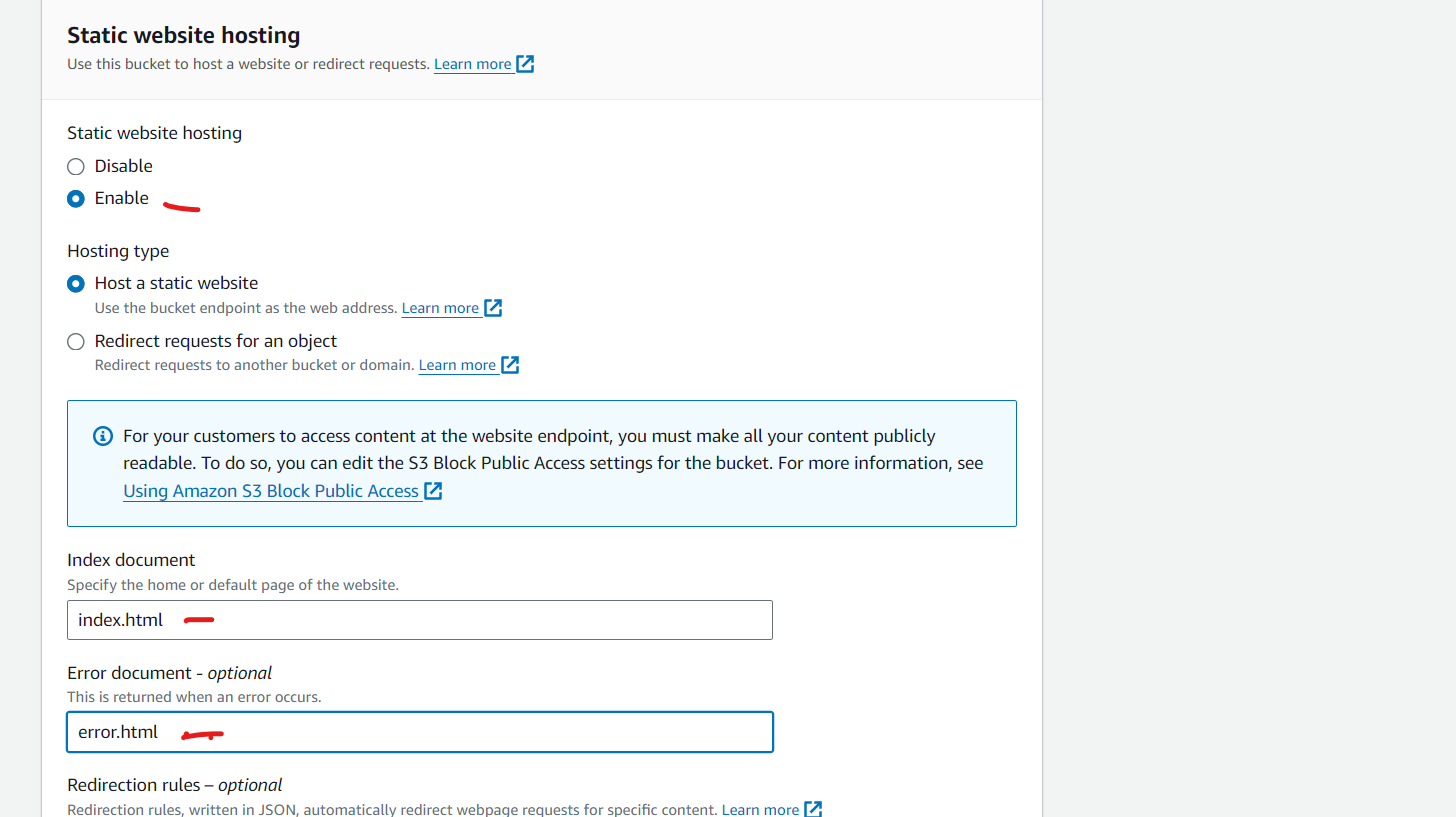 Static website hosting
Use this bucket to host a website or redirect requests. Learn more
Static website hosting
Disable
Enable
Hosting type
Host a static website
Use the bucket endpoint as the web address. Learn more
Redirect requests for an object
Redirect requests to another bucket or domain. Learn more
For your customers to access content at the website endpoint, you must make all your content publicly
readable. To do so, you can edit the S3 Block Public Access settings for the bucket. For more information, see
Using Amazon S3 Block Public Access
Index document
Specify the home or default page of the website.
index.html
Error document - optional
This is returned when an error occurs.
error.html
Redirection rules – optional
Redirection rules, written in JSON, automatically redirect webpage requests for specific content. Learn more